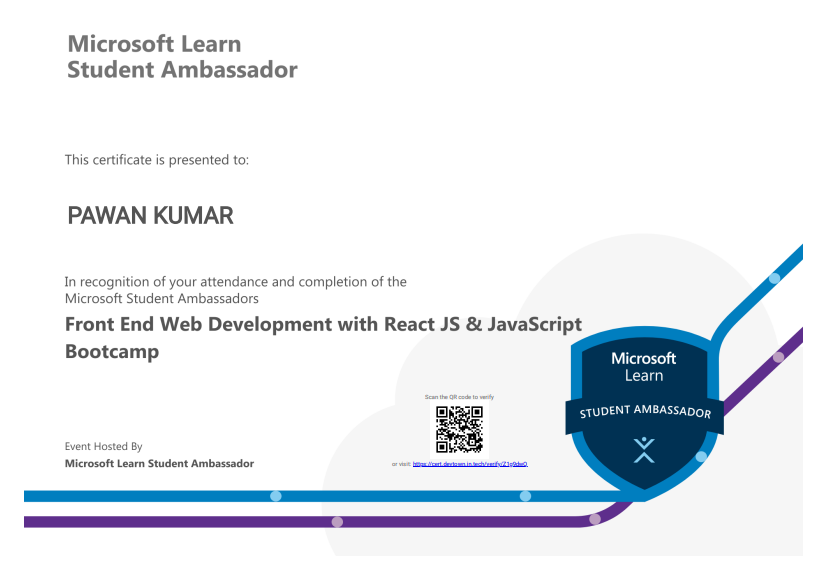 Microsoft Learn
Student Ambassador
This certificate is presented to:
PAWAN KUMAR
In recognition of your attendance and completion of the
Microsoft Student Ambassadors
Front End Web Development with React JS & JavaScript
Bootcamp
Scan the QR code to verify
or visit: https://cert.devtown.in.tech/verify/Z1g9dwQ
Event Hosted By
Microsoft Learn Student Ambassador
Microsoft
Learn
STUDENT AMBASSADOR